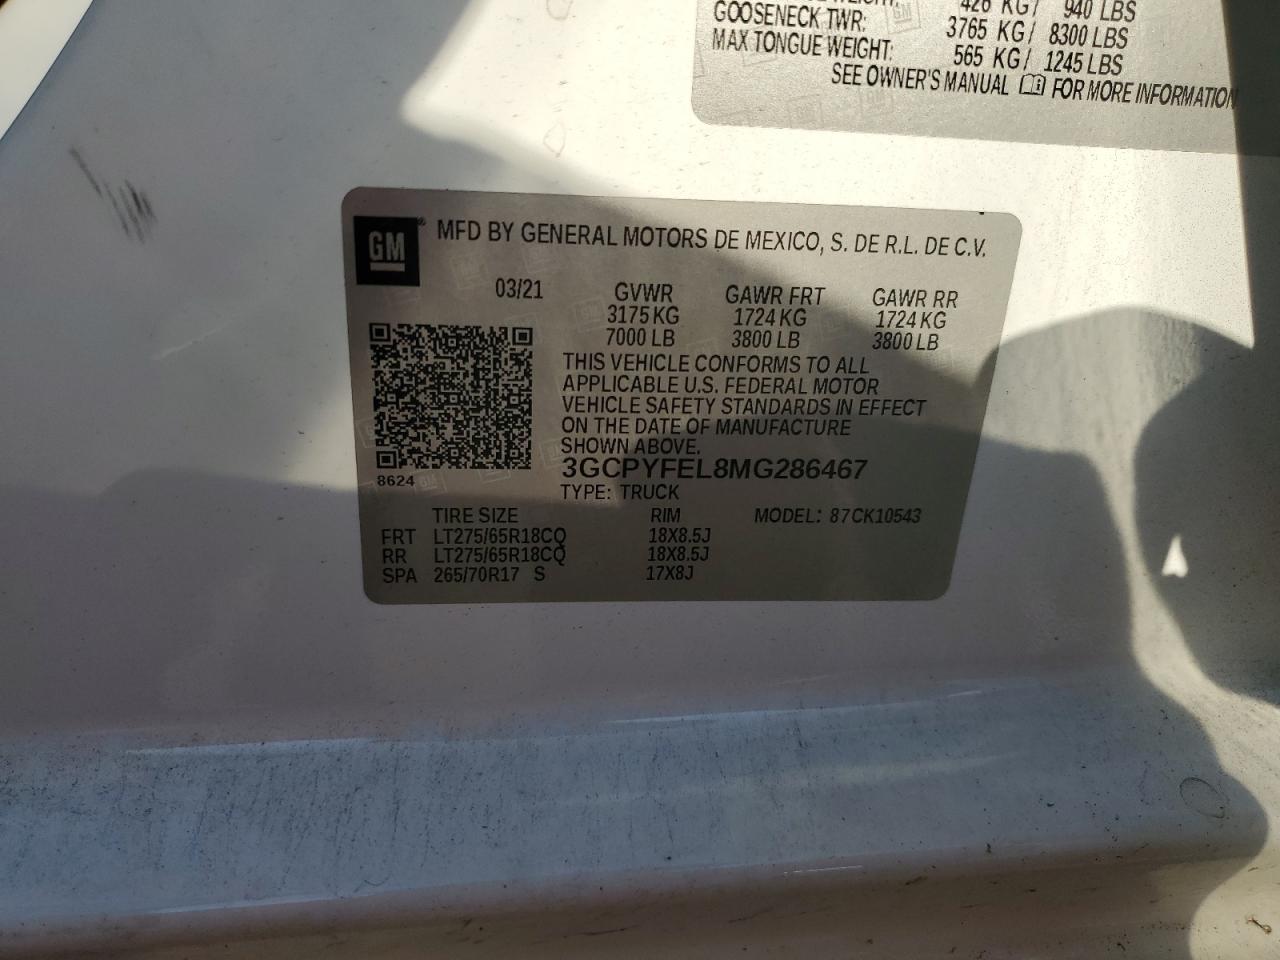 426 KG/ 940 LBS
GOOSENECK TWR: 3765 KG/ 8300 LBS
MAX TONGUE WEIGHT: 565 KG/ 1245 LBS
SEE OWNER'S MANUAL FOR MORE INFORMATION
GM® MFD BY GENERAL MOTORS DE MEXICO, S. DE R.L. DE C.V.
03/21 GVWR GAWR FRT GAWR RR
3175 KG 1724 KG 1724 KG
7000 LB 3800 LB 3800 LB
THIS VEHICLE CONFORMS TO ALL
APPLICABLE U.S. FEDERAL MOTOR
VEHICLE SAFETY STANDARDS IN EFFECT
ON THE DATE OF MANUFACTURE
SHOWN ABOVE.
3GCPYFEL8MG286467
8624
TYPE: TRUCK
TIRE SIZE RIM MODEL: 87CK10543
FRT LT275/65R18CQ 18X8.5J
RR LT275/65R18CQ 18X8.5J
SPA 265/70R17 S 17X8J